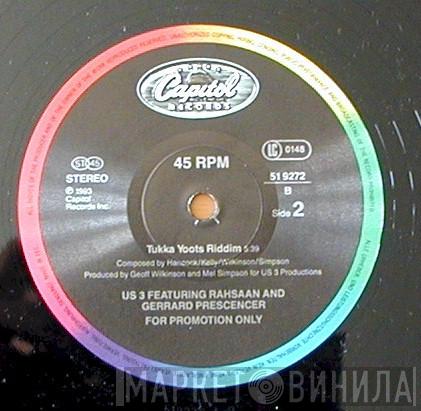 Capitol
RECORDS
45 RPM
LC 0148
ST 45
STEREO
℗ 1993
Capitol
Records Inc.
51 9272
B
Side 2
Tukka Yoots Riddim 5:39
Composed by Hancock/Kelly/Wilkinson/Simpson
Produced by Geoff Wilkinson and Mel Simpson for US 3 Productions
US 3 FEATURING RAHSAAN AND
GERRARD PRESCENCER
FOR PROMOTION ONLY
МАРКЕТ ВИНИЛА